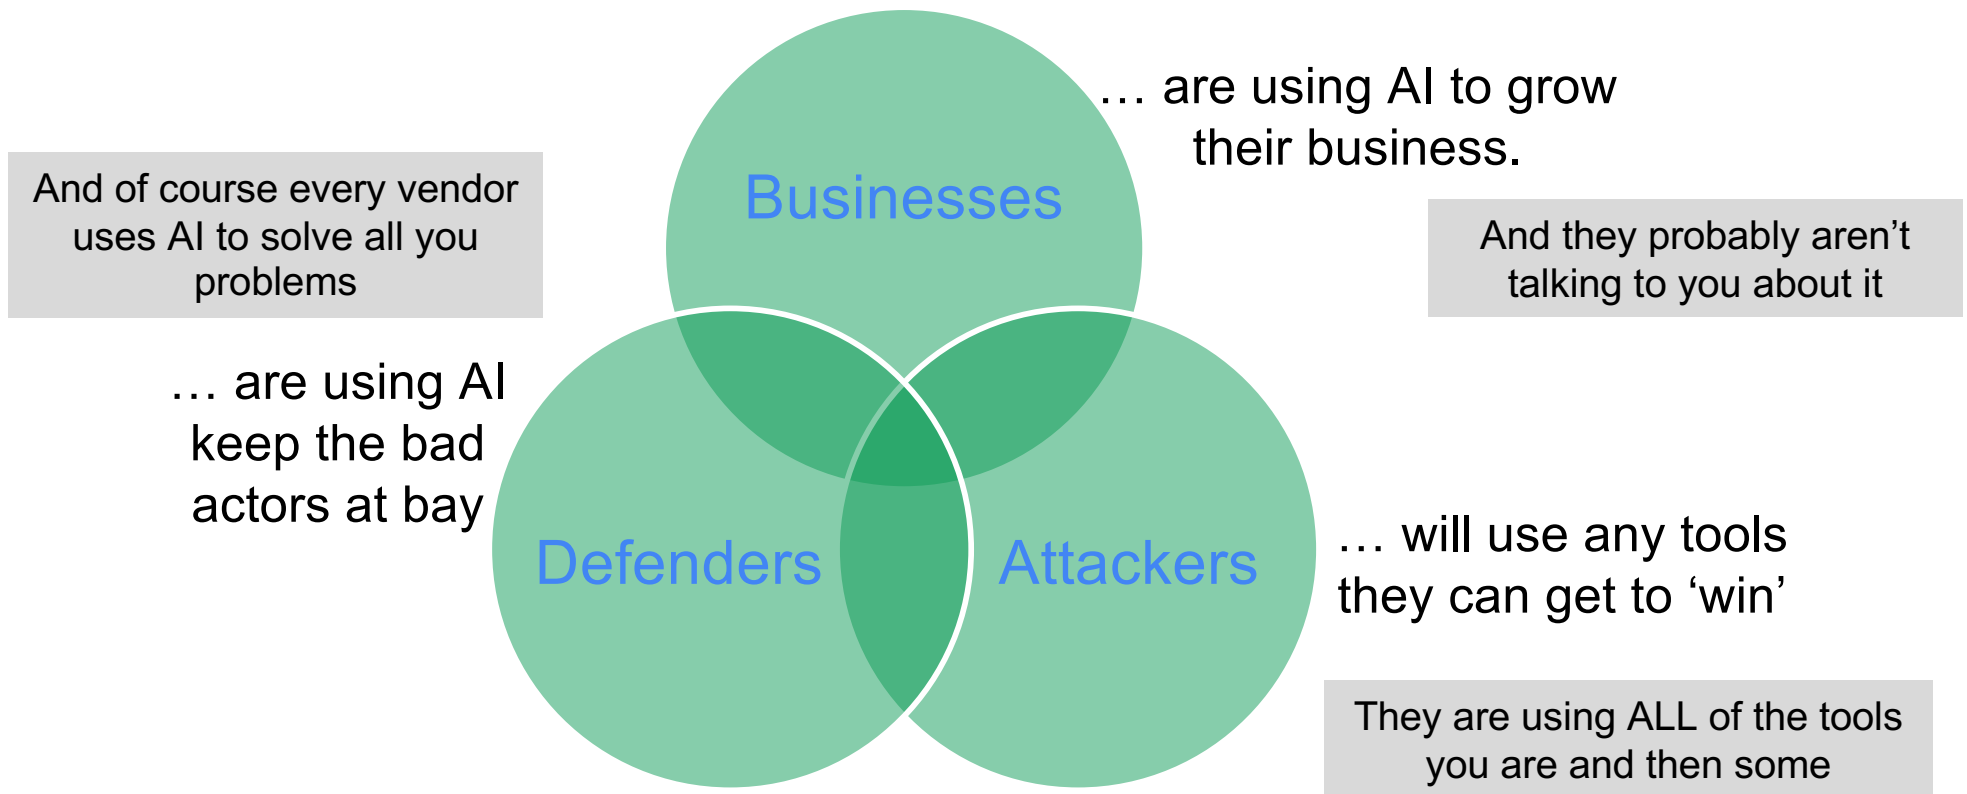 … are using AI to grow
their business.
Businesses
And of course every vendor
uses AI to solve all you
problems
And they probably aren’t
talking to you about it
… are using AI
keep the bad
actors at bay
Defenders
Attackers
… will use any tools
they can get to ‘win’
They are using ALL of the tools
you are and then some